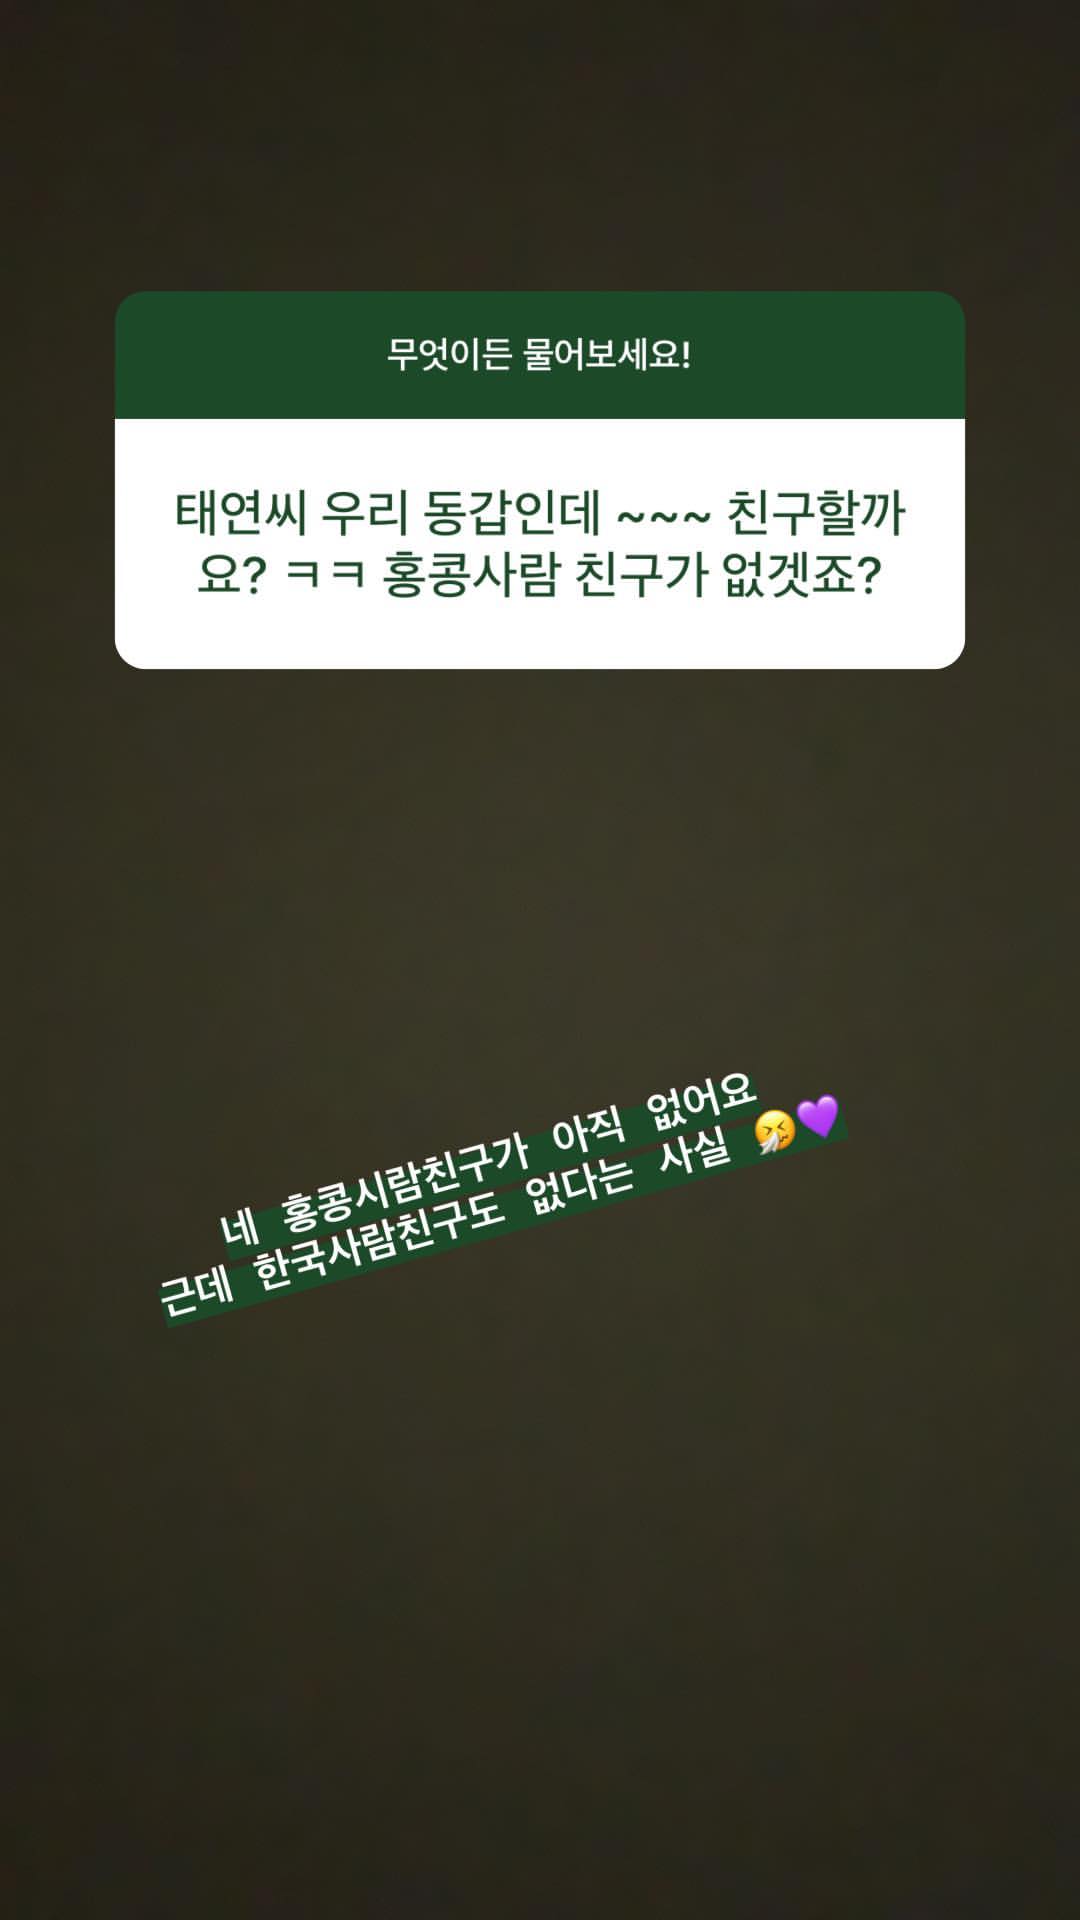 무엇이든 물어보세요!
태연씨 우리 동갑인데 ~~~ 친구할까
요? ㅋㅋ 홍콩사람 친구가 없겟죠?
네 홍콩시람친구가 아직 없어요
근데 한국사람친구도 없다는 사실 🤧💜